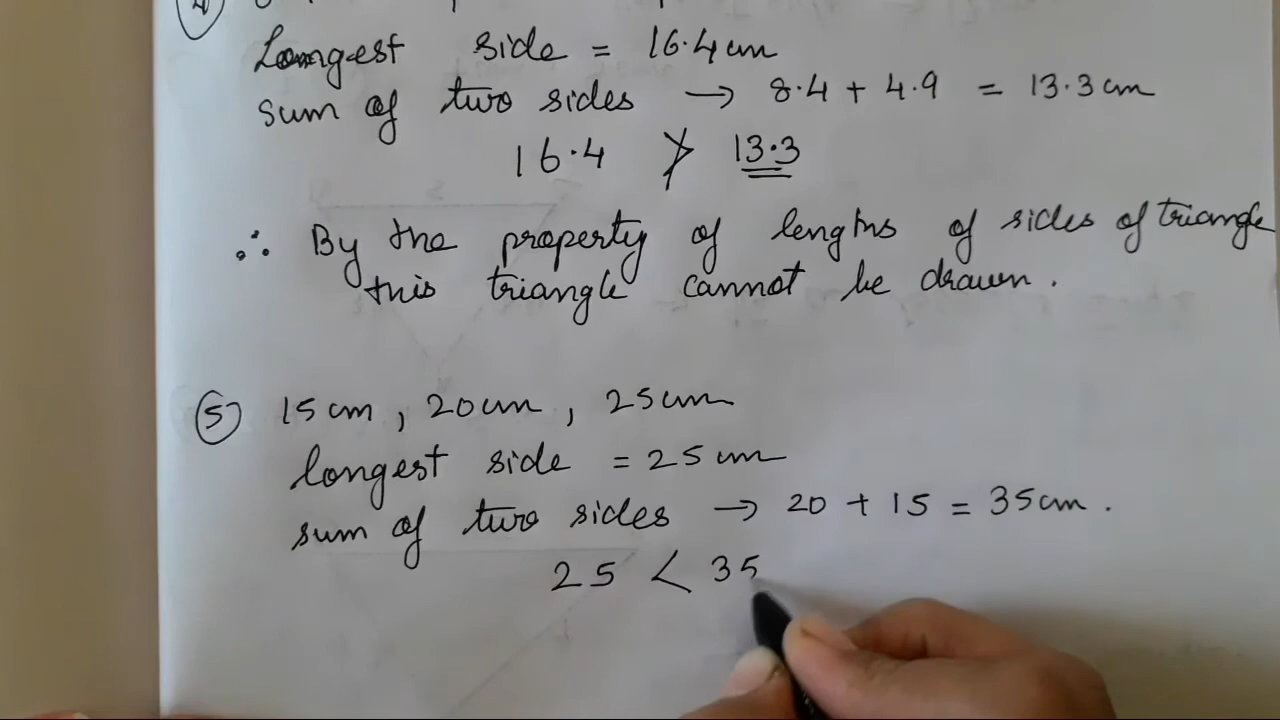 4
Longest side = 16.4 cm
sum of two sides → 8.4 + 4.9 = 13.3 cm
16.4 > 13.3
∴ By the property of lengths of sides of triangle
this triangle cannot be drawn.
5 15 cm, 20 cm, 25 cm
longest side = 25 cm
sum of two sides → 20 + 15 = 35 cm.
25 < 35